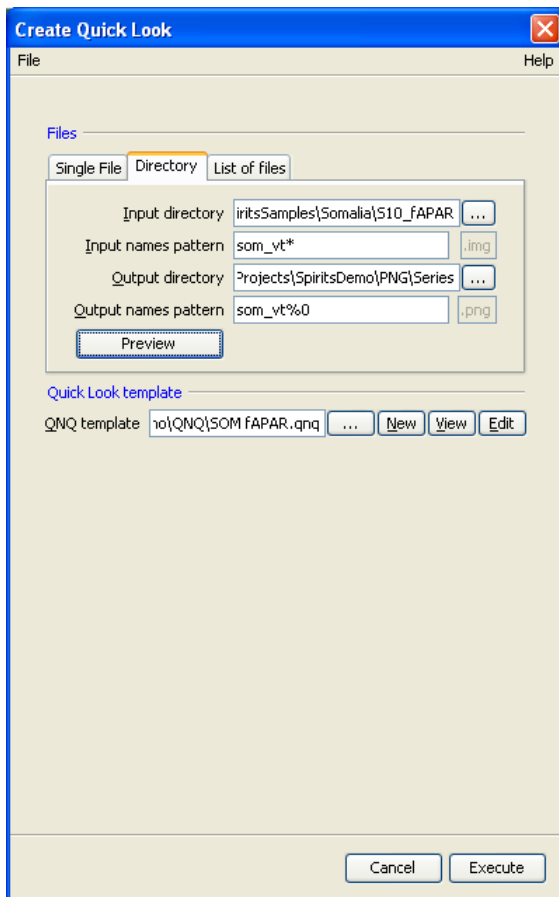 Create Quick Look
File Help
Files
Single File Directory List of files
Input directory iritsSamples\Somalia\S10_fAPAR ...
Input names pattern som_vt* .img
Output directory Projects\SpiritsDemo\PNG\Series ...
Output names pattern som_vt%0 .png
Preview
Quick Look template
QNQ template no\QNQ\SOM fAPAR.qnq ... New View Edit
Cancel Execute